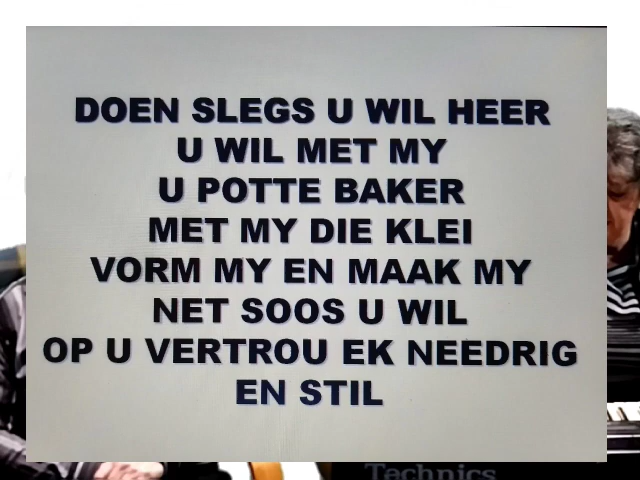 DOEN SLEGS U WIL HEER
U WIL MET MY
U POTTE BAKER
MET MY DIE KLEI
VORM MY EN MAAK MY
NET SOOS U WIL
OP U VERTROU EK NEEDRIG
EN STIL
Technics